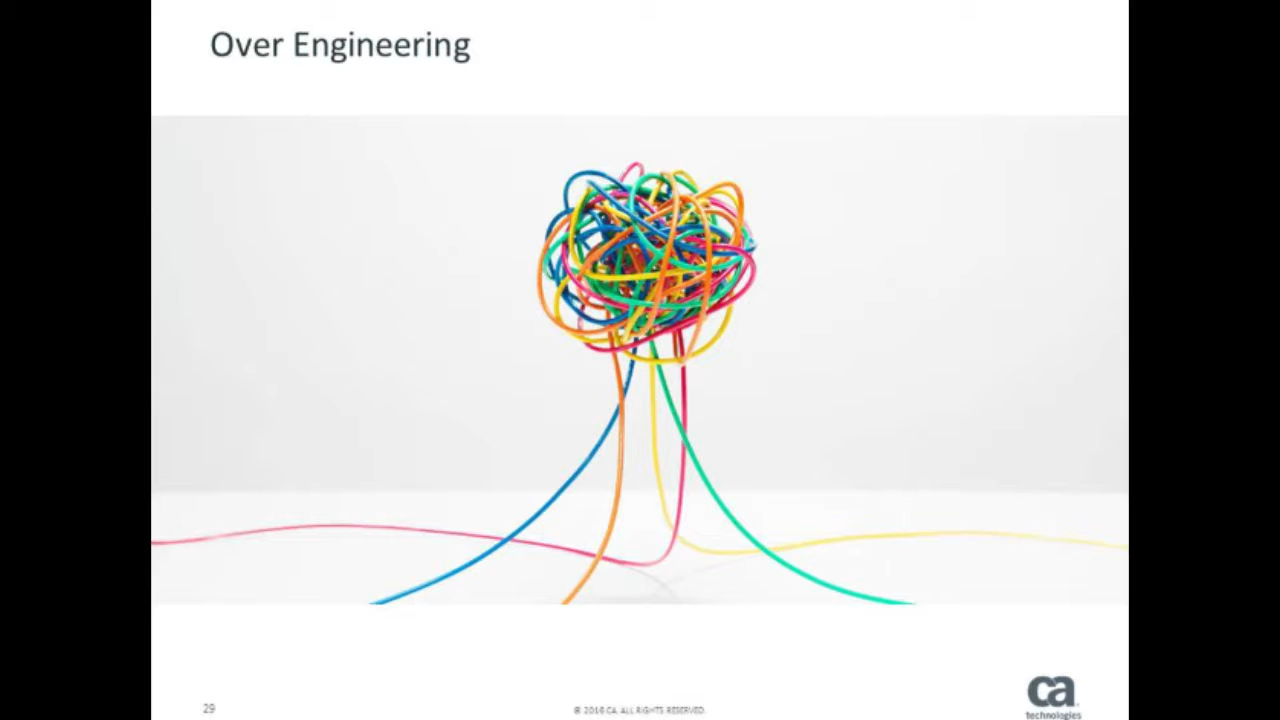 Over Engineering
29
© 2016 CA. ALL RIGHTS RESERVED.
ca
technologies